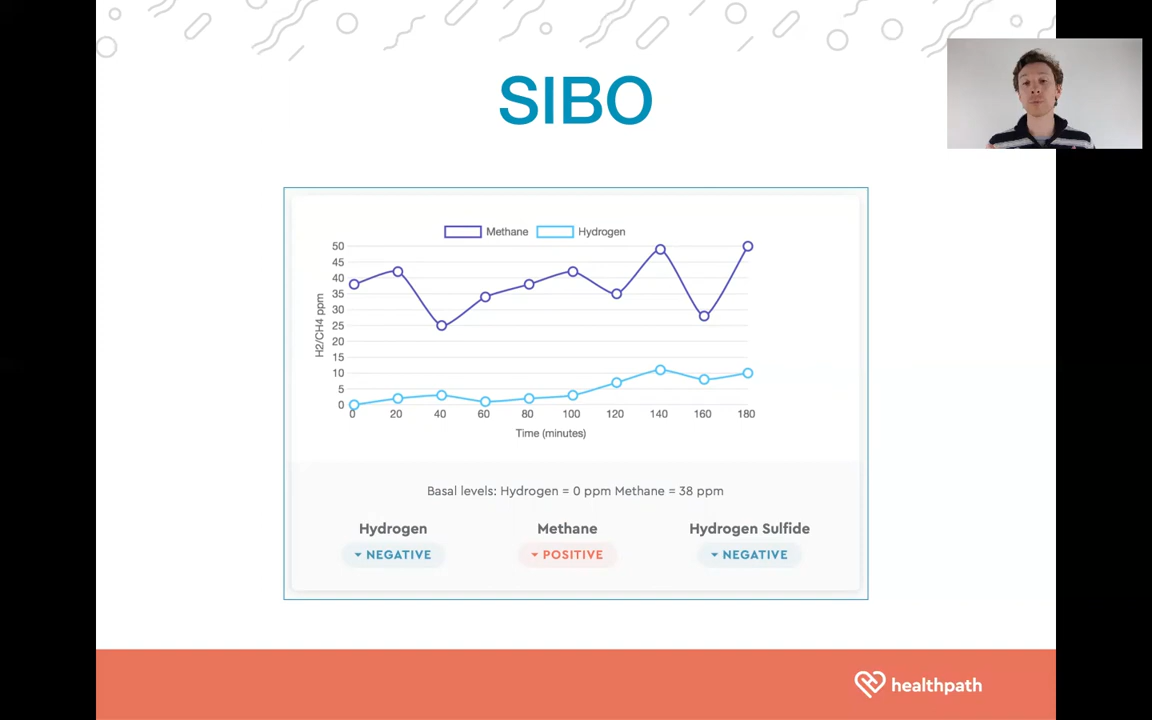 SIBO
Methane Hydrogen
50
45
40
35
30
25
20
15
10
5
0
H2/CH4 ppm
0 20 40 60 80 100 120 140 160 180
Time (minutes)
Basal levels: Hydrogen = 0 ppm Methane = 38 ppm
Hydrogen Methane Hydrogen Sulfide
NEGATIVE POSITIVE NEGATIVE
healthpath